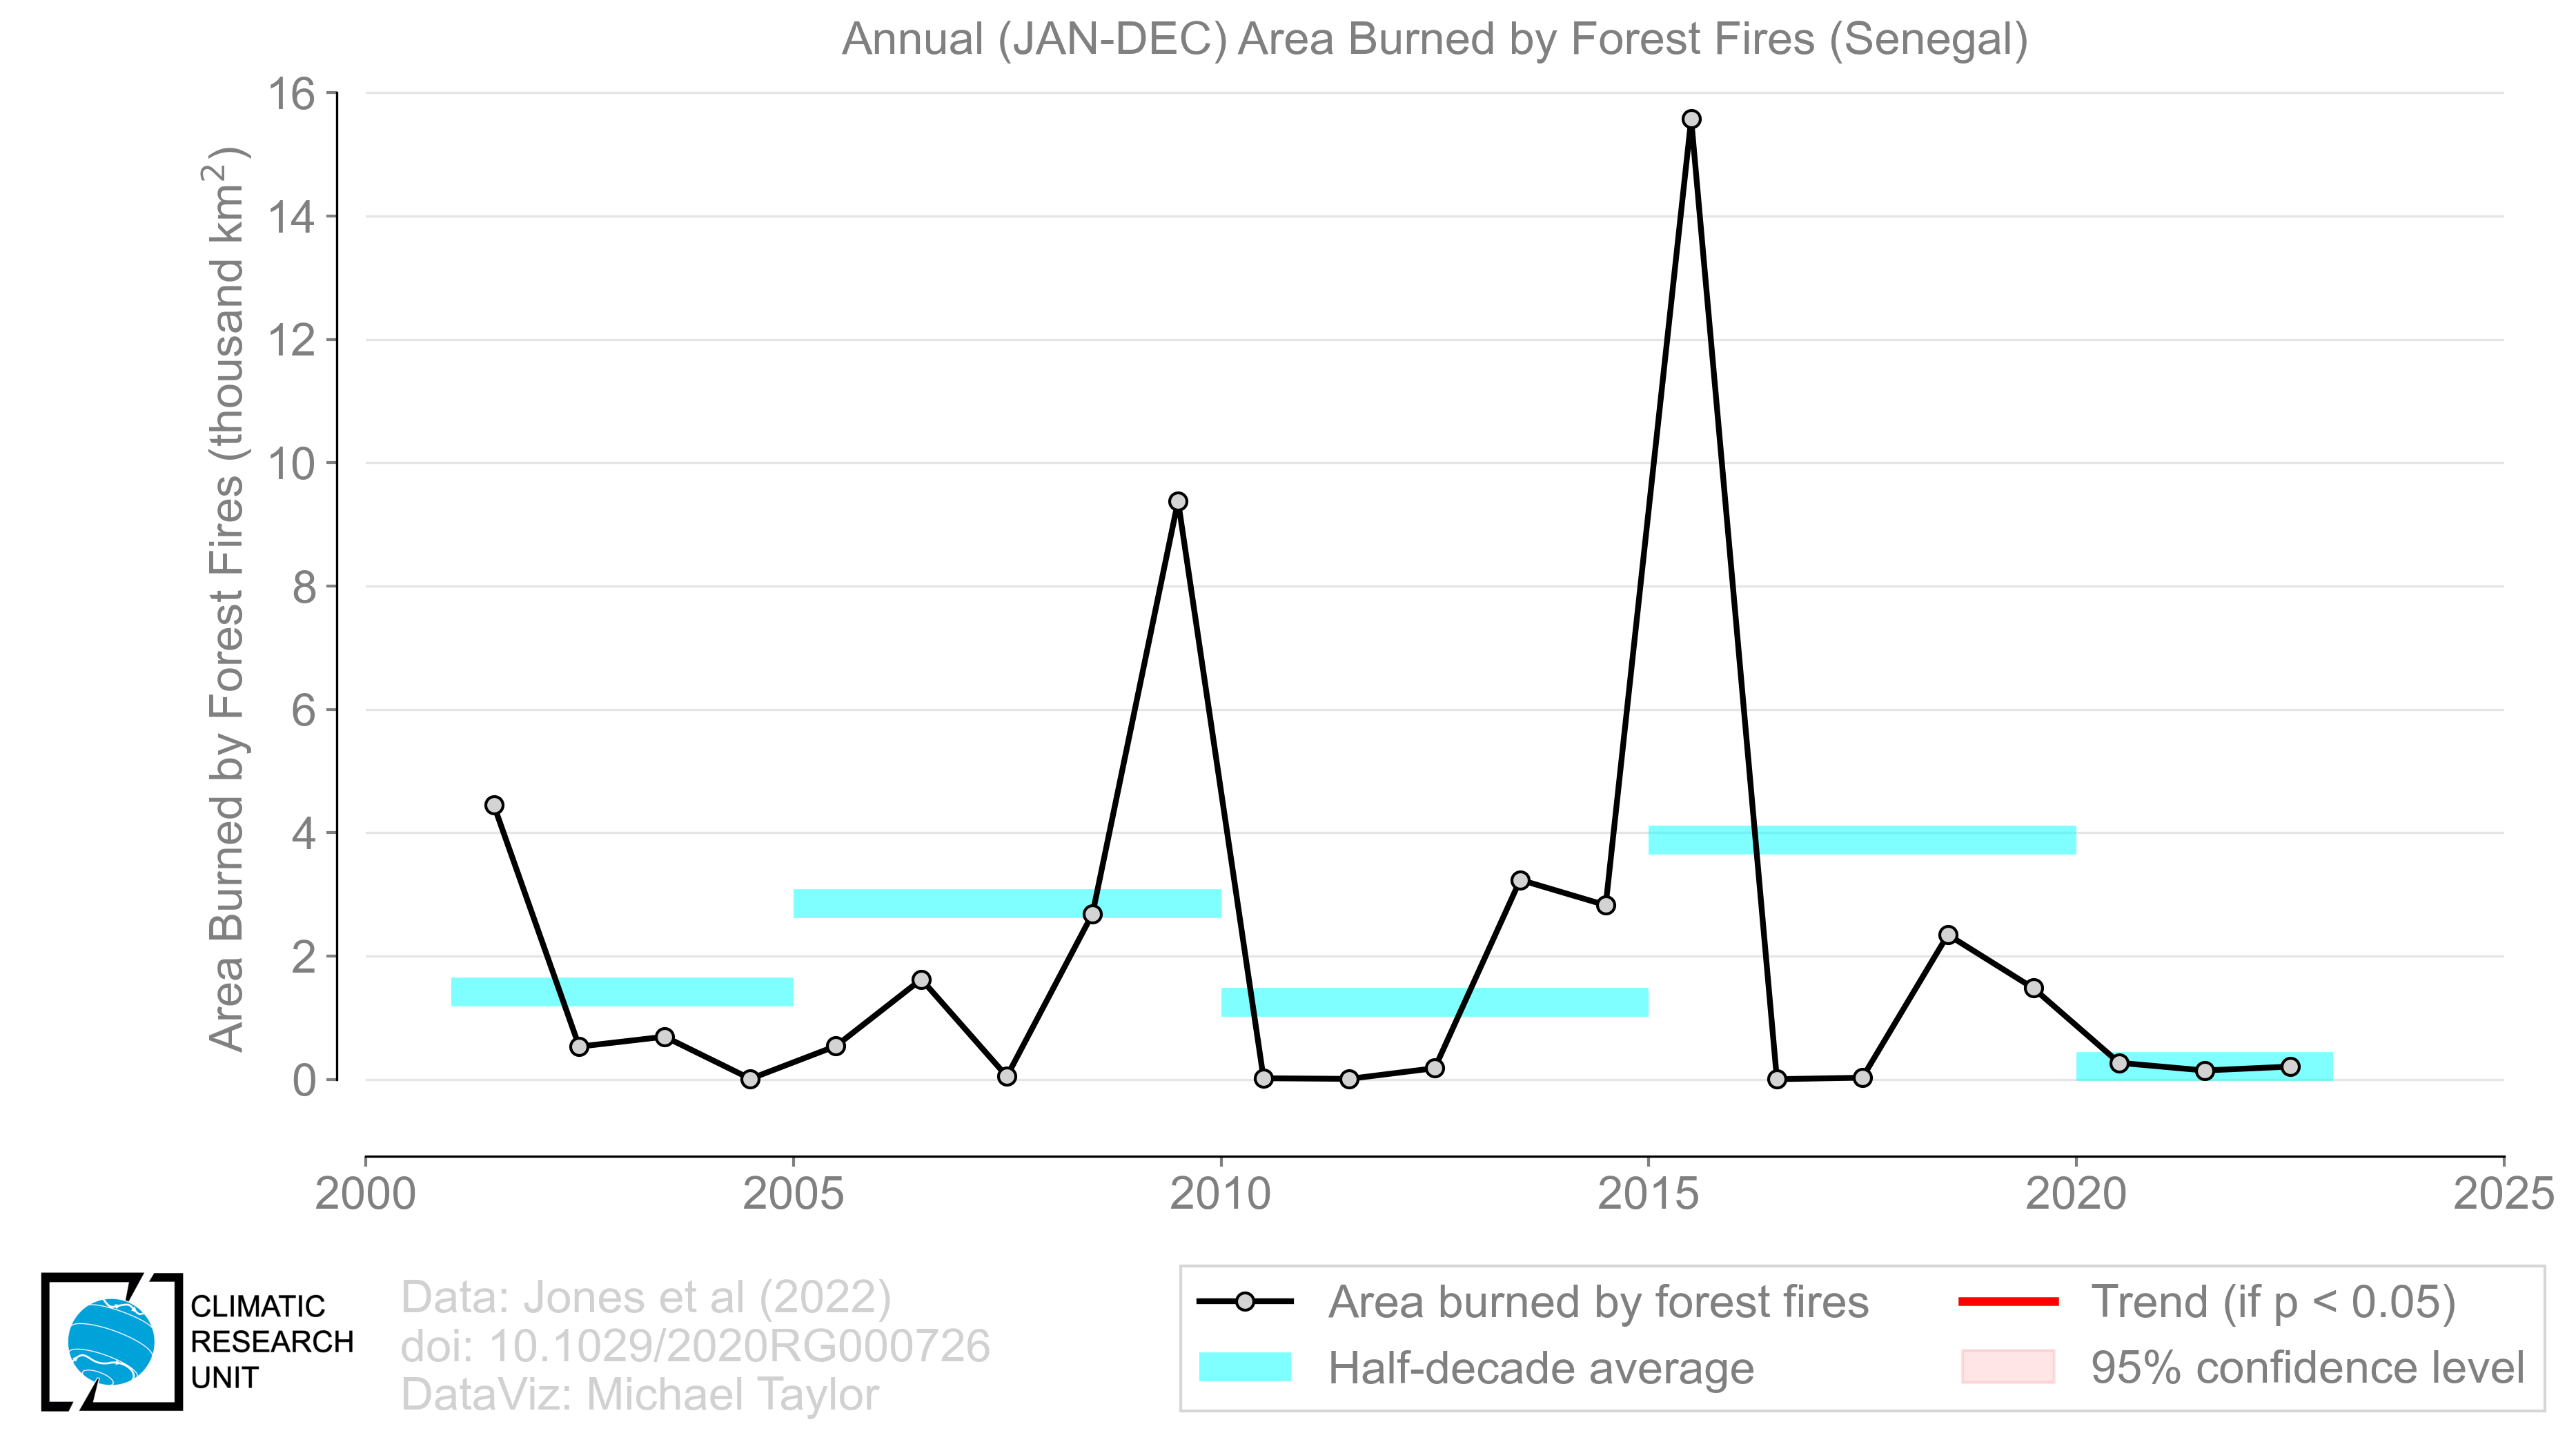 Annual (JAN-DEC) Area Burned by Forest Fires (Senegal)
Area Burned by Forest Fires (thousand km²)
16
14
12
10
8
6
4
2
0
2000 2005 2010 2015 2020 2025
CLIMATIC
RESEARCH
UNIT
Data: Jones et al (2022)
doi: 10.1029/2020RG000726
DataViz: Michael Taylor
Area burned by forest fires
Half-decade average
Trend (if p < 0.05)
95% confidence level